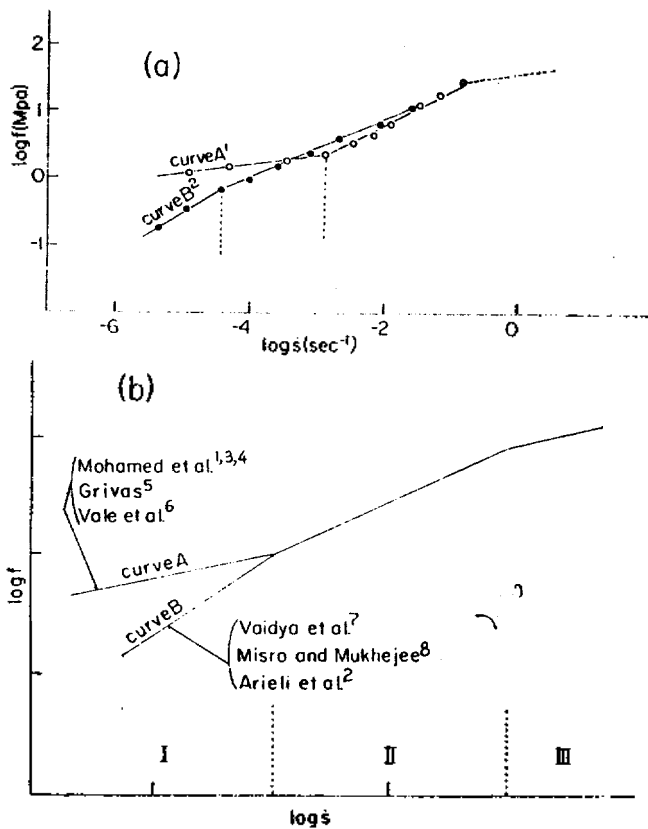 (a)
log f (Mpa)
2
1
0
-1
curve A¹
curve B²
-6
-4
-2
0
log ṡ (sec⁻¹)
(b)
Mohamed et al.¹,³,⁴
Grivas⁵
Vale et al.⁶
curve A
log f
curve B
Vaidya et al.⁷
Misro and Mukhejee⁸
Arieli et al.²
I
II
III
log ṡ